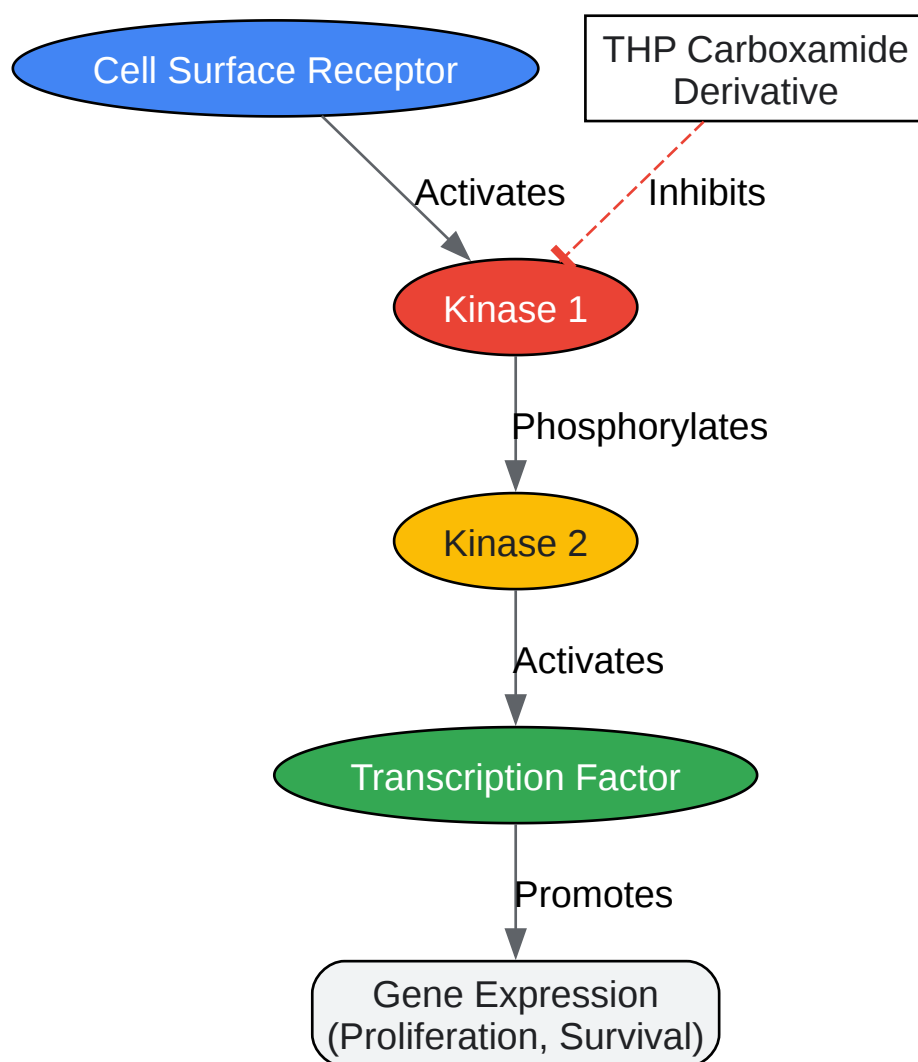 Cell Surface Receptor
THP Carboxamide
Derivative
Activates
Inhibits
Kinase 1
Phosphorylates
Kinase 2
Activates
Transcription Factor
Promotes
Gene Expression
(Proliferation, Survival)